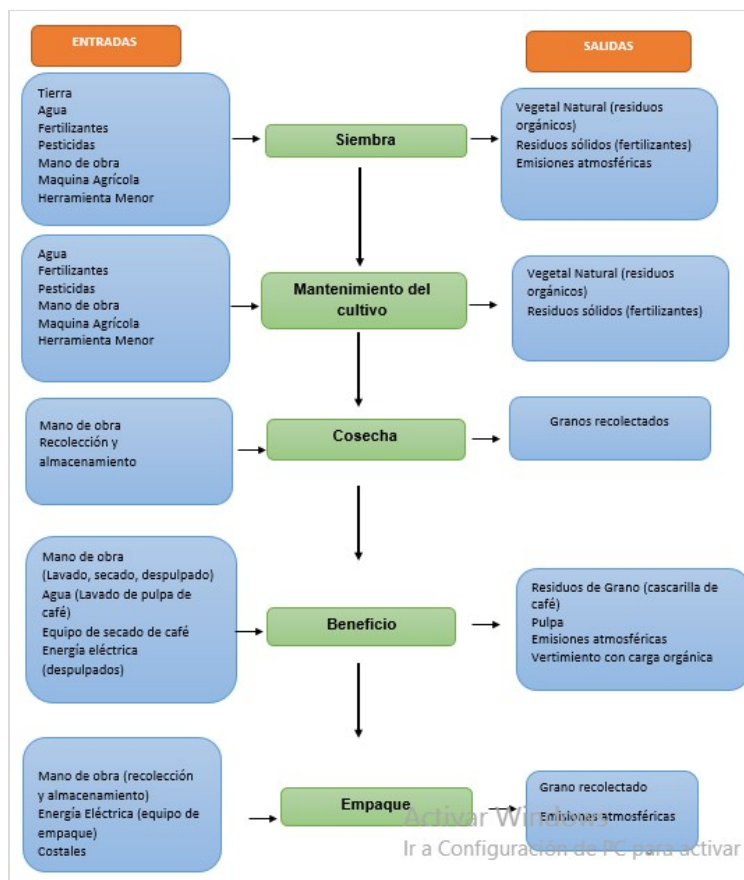 ENTRADAS
SALIDAS
Tierra
Agua
Fertilizantes
Pesticidas
Mano de obra
Maquina Agrícola
Herramienta Menor
Siembra
Vegetal Natural (residuos
orgánicos)
Residuos sólidos (fertilizantes)
Emisiones atmosféricas
Agua
Fertilizantes
Pesticidas
Mano de obra
Maquina Agrícola
Herramienta Menor
Mantenimiento del
cultivo
Vegetal Natural (residuos
orgánicos)
Residuos sólidos (fertilizantes)
Mano de obra
Recolección y
almacenamiento
Cosecha
Granos recolectados
Mano de obra
(Lavado, secado, despulpado)
Agua (Lavado de pulpa de
café)
Equipo de secado de café
Energía eléctrica
(despulpados)
Beneficio
Residuos de Grano (cascarilla de
café)
Pulpa
Emisiones atmosféricas
Vertimiento con carga orgánica
Mano de obra (recolección
y almacenamiento)
Energía Eléctrica (equipo de
empaque)
Costales
Empaque
Grano recolectado
Emisiones atmosféricas
Activar Windows
Ir a Configuración de PC para activar